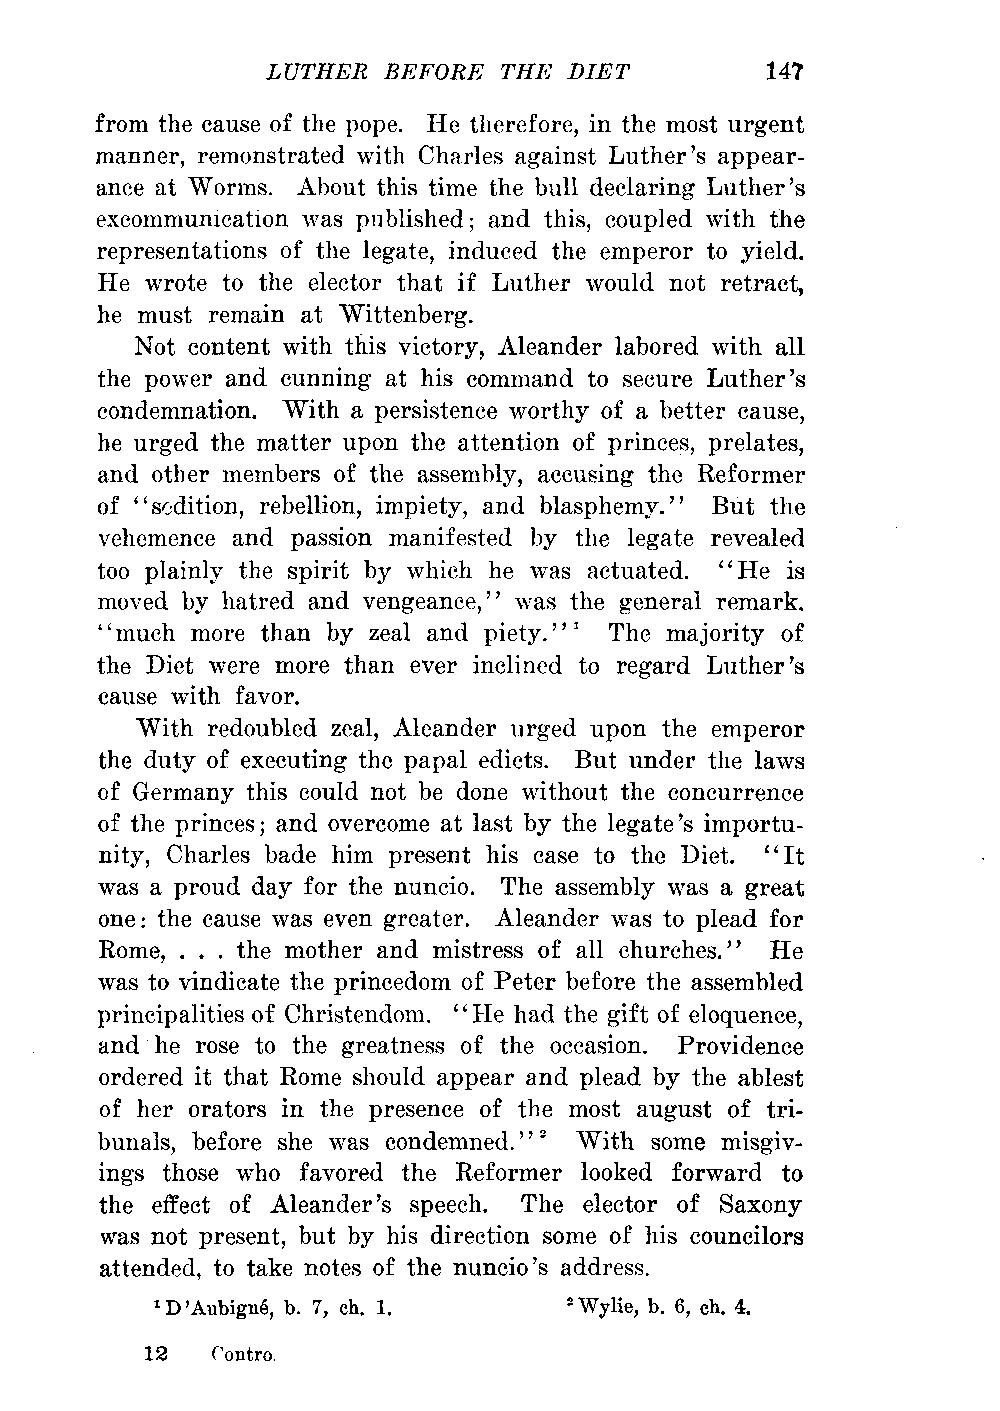 LUTHER BEFORE THE DIET 147
from the cause of the pope. He therefore, in the most urgent
manner, remonstrated with Charles against Luther's appear-
ance at Worms. About this time the bull declaring Luther's
excommunication was published; and this, coupled with the
representations of the legate, induced the emperor to yield.
He wrote to the elector that if Luther would not retract,
he must remain at Wittenberg.
Not content with this victory, Aleander labored with all
the power and cunning at his command to secure Luther's
condemnation. With a persistence worthy of a better cause,
he urged the matter upon the attention of princes, prelates,
and other members of the assembly, accusing the Reformer
of "sedition, rebellion, impiety, and blasphemy." But the
vehemence and passion manifested by the legate revealed
too plainly the spirit by which he was actuated. "He is
moved by hatred and vengeance," was the general remark.
"much more than by zeal and piety."¹ The majority of
the Diet were more than ever inclined to regard Luther's
cause with favor.
With redoubled zeal, Aleander urged upon the emperor
the duty of executing the papal edicts. But under the laws
of Germany this could not be done without the concurrence
of the princes; and overcome at last by the legate's importu-
nity, Charles bade him present his case to the Diet. "It
was a proud day for the nuncio. The assembly was a great
one: the cause was even greater. Aleander was to plead for
Rome, . . . the mother and mistress of all churches." He
was to vindicate the princedom of Peter before the assembled
principalities of Christendom. "He had the gift of eloquence,
and he rose to the greatness of the occasion. Providence
ordered it that Rome should appear and plead by the ablest
of her orators in the presence of the most august of tri-
bunals, before she was condemned."² With some misgiv-
ings those who favored the Reformer looked forward to
the effect of Aleander's speech. The elector of Saxony
was not present, but by his direction some of his councilors
attended, to take notes of the nuncio's address.
¹ D'Aubigné, b. 7, ch. 1. ² Wylie, b. 6, ch. 4.
12 Contro.